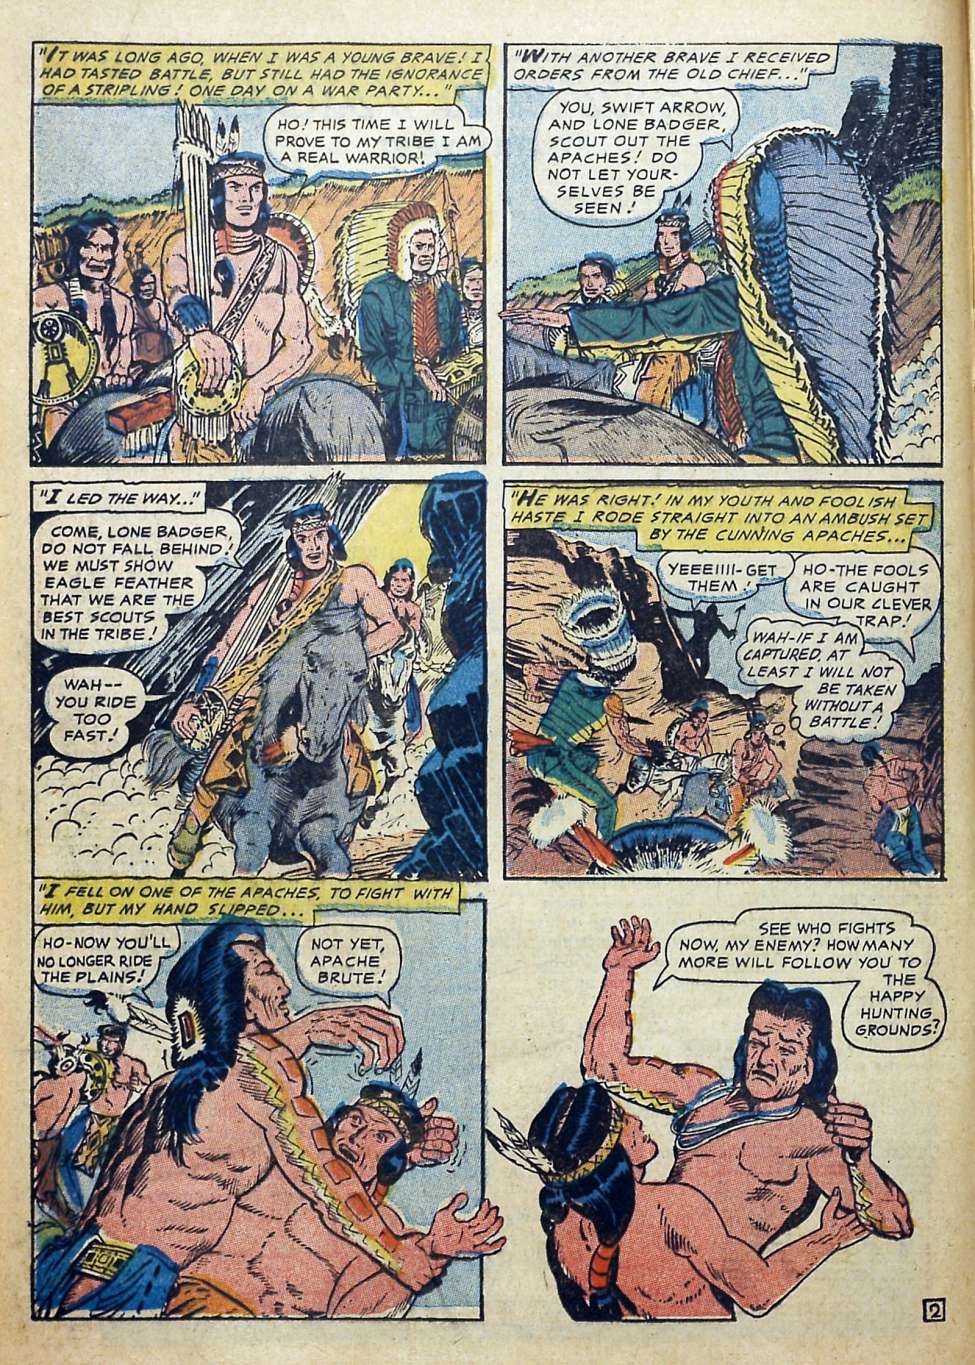 "IT WAS LONG AGO, WHEN I WAS A YOUNG BRAVE! I
HAD TASTED BATTLE, BUT STILL HAD THE IGNORANCE
OF A STRIPLING! ONE DAY ON A WAR PARTY..."
HO! THIS TIME I WILL
PROVE TO MY TRIBE I AM
A REAL WARRIOR!
"WITH ANOTHER BRAVE I RECEIVED
ORDERS FROM THE OLD CHIEF..."
YOU, SWIFT ARROW,
AND LONE BADGER,
SCOUT OUT THE
APACHES! DO
NOT LET YOUR-
SELVES BE
SEEN!
"I LED THE WAY..."
COME, LONE BADGER,
DO NOT FALL BEHIND!
WE MUST SHOW
EAGLE FEATHER
THAT WE ARE THE
BEST SCOUTS
IN THE TRIBE!
WAH--
YOU RIDE
TOO
FAST!
"HE WAS RIGHT! IN MY YOUTH AND FOOLISH
HASTE I RODE STRAIGHT INTO AN AMBUSH SET
BY THE CUNNING APACHES...
YEEEIIII-GET
THEM!
HO-THE FOOLS
ARE CAUGHT
IN OUR CLEVER
TRAP!
WAH-IF I AM
CAPTURED, AT
LEAST I WILL NOT
BE TAKEN
WITHOUT A
BATTLE!
"I FELL ON ONE OF THE APACHES, TO FIGHT WITH
HIM, BUT MY HAND SLIPPED...
HO-NOW YOU'LL
NO LONGER RIDE
THE PLAINS!
NOT YET,
APACHE
BRUTE!
SEE WHO FIGHTS
NOW, MY ENEMY? HOW MANY
MORE WILL FOLLOW YOU TO
THE
HAPPY
HUNTING
GROUNDS?
2